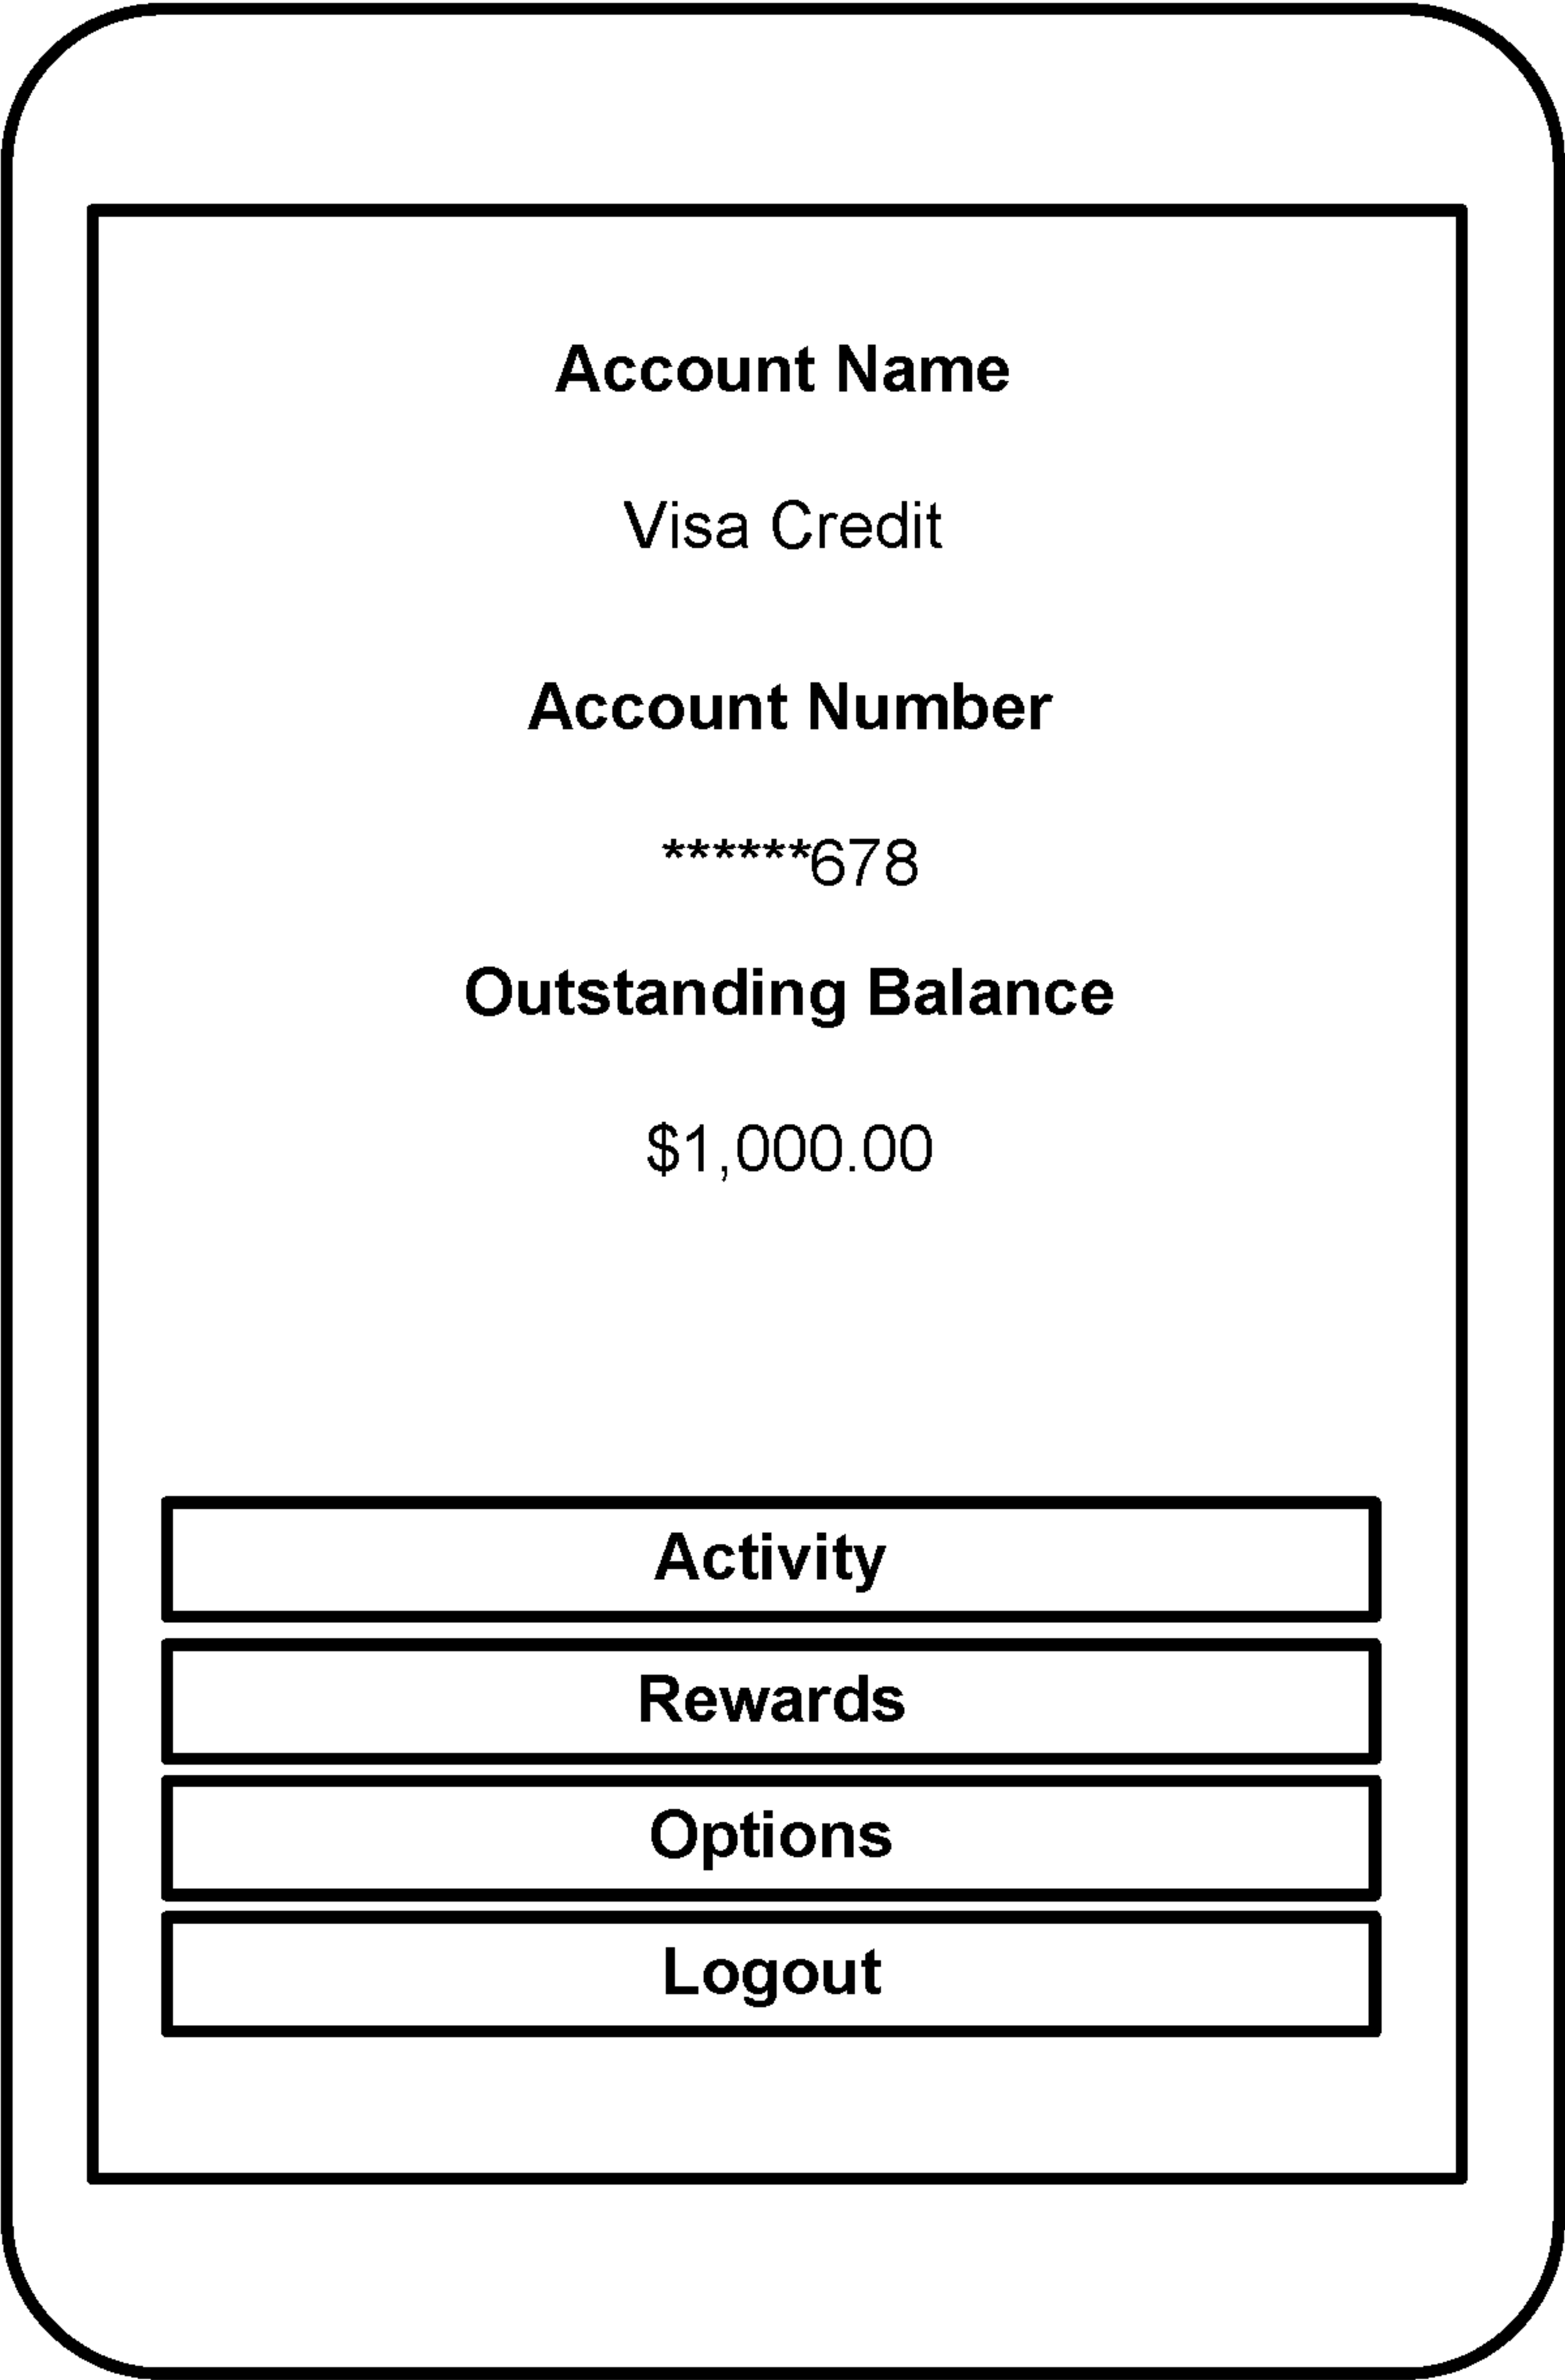 Account Name
Visa Credit
Account Number
******678
Outstanding Balance
$1,000.00
Activity
Rewards
Options
Logout